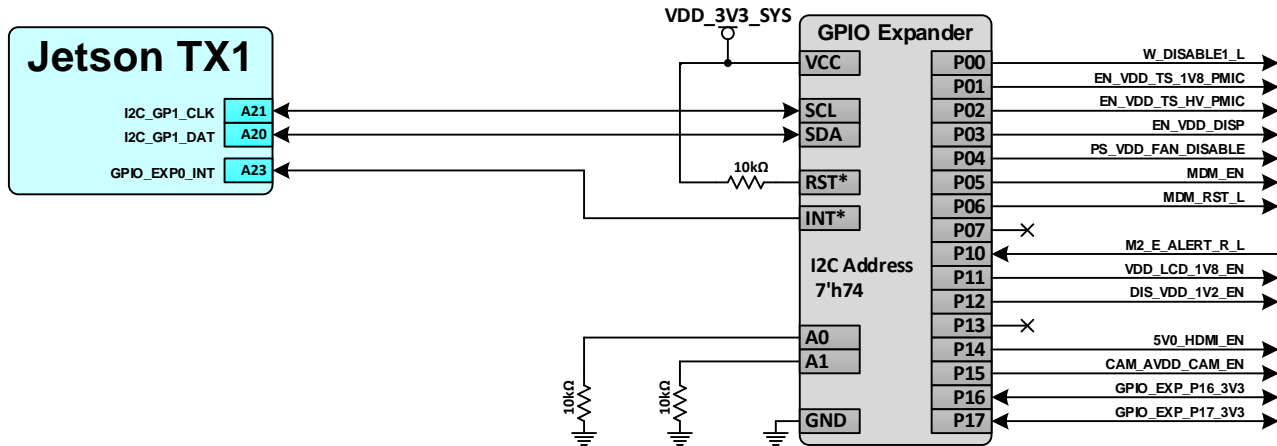 VDD_3V3_SYS
Jetson TX1
I2C_GP1_CLK A21
I2C_GP1_DAT A20
GPIO_EXP0_INT A23
10kΩ
10kΩ
10kΩ
GPIO Expander
VCC
SCL
SDA
RST*
INT*
I2C Address
7'h74
A0
A1
GND
P00 W_DISABLE1_L
P01 EN_VDD_TS_1V8_PMIC
P02 EN_VDD_TS_HV_PMIC
P03 EN_VDD_DISP
P04 PS_VDD_FAN_DISABLE
P05 MDM_EN
P06 MDM_RST_L
P07
P10 M2_E_ALERT_R_L
P11 VDD_LCD_1V8_EN
P12 DIS_VDD_1V2_EN
P13
P14 5V0_HDMI_EN
P15 CAM_AVDD_CAM_EN
P16 GPIO_EXP_P16_3V3
P17 GPIO_EXP_P17_3V3